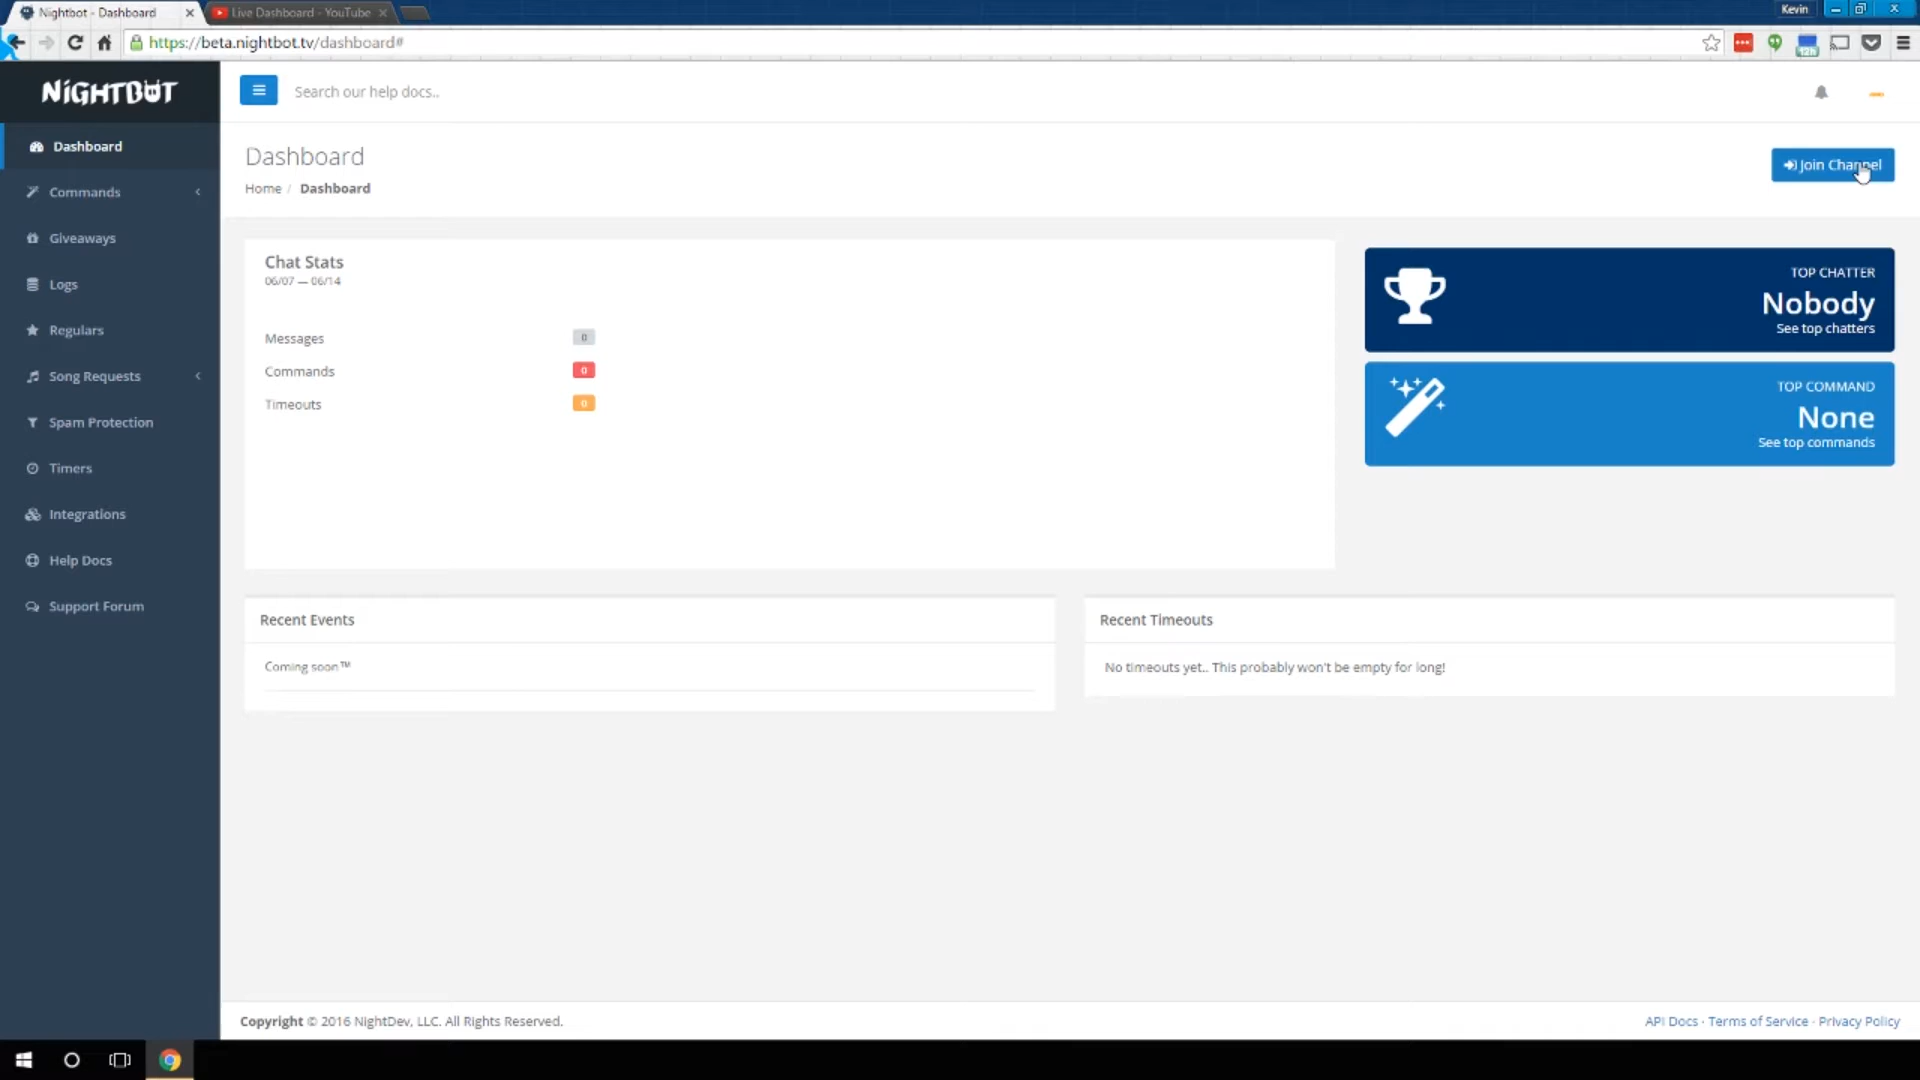 Nightbot - Dashboard
Live Dashboard - YouTube
Kevin
https://beta.nightbot.tv/dashboard#
NiGHTBOT
Search our help docs..
Dashboard
Commands
Giveaways
Logs
Regulars
Song Requests
Spam Protection
Timers
Integrations
Help Docs
Support Forum
Dashboard
Home / Dashboard
Join Channel
Chat Stats
06/07 — 06/14
Messages 0
Commands 0
Timeouts 0
TOP CHATTER
Nobody
See top chatters
TOP COMMAND
None
See top commands
Recent Events
Coming soon™
Recent Timeouts
No timeouts yet.. This probably won't be empty for long!
Copyright © 2016 NightDev, LLC. All Rights Reserved.
API Docs · Terms of Service · Privacy Policy